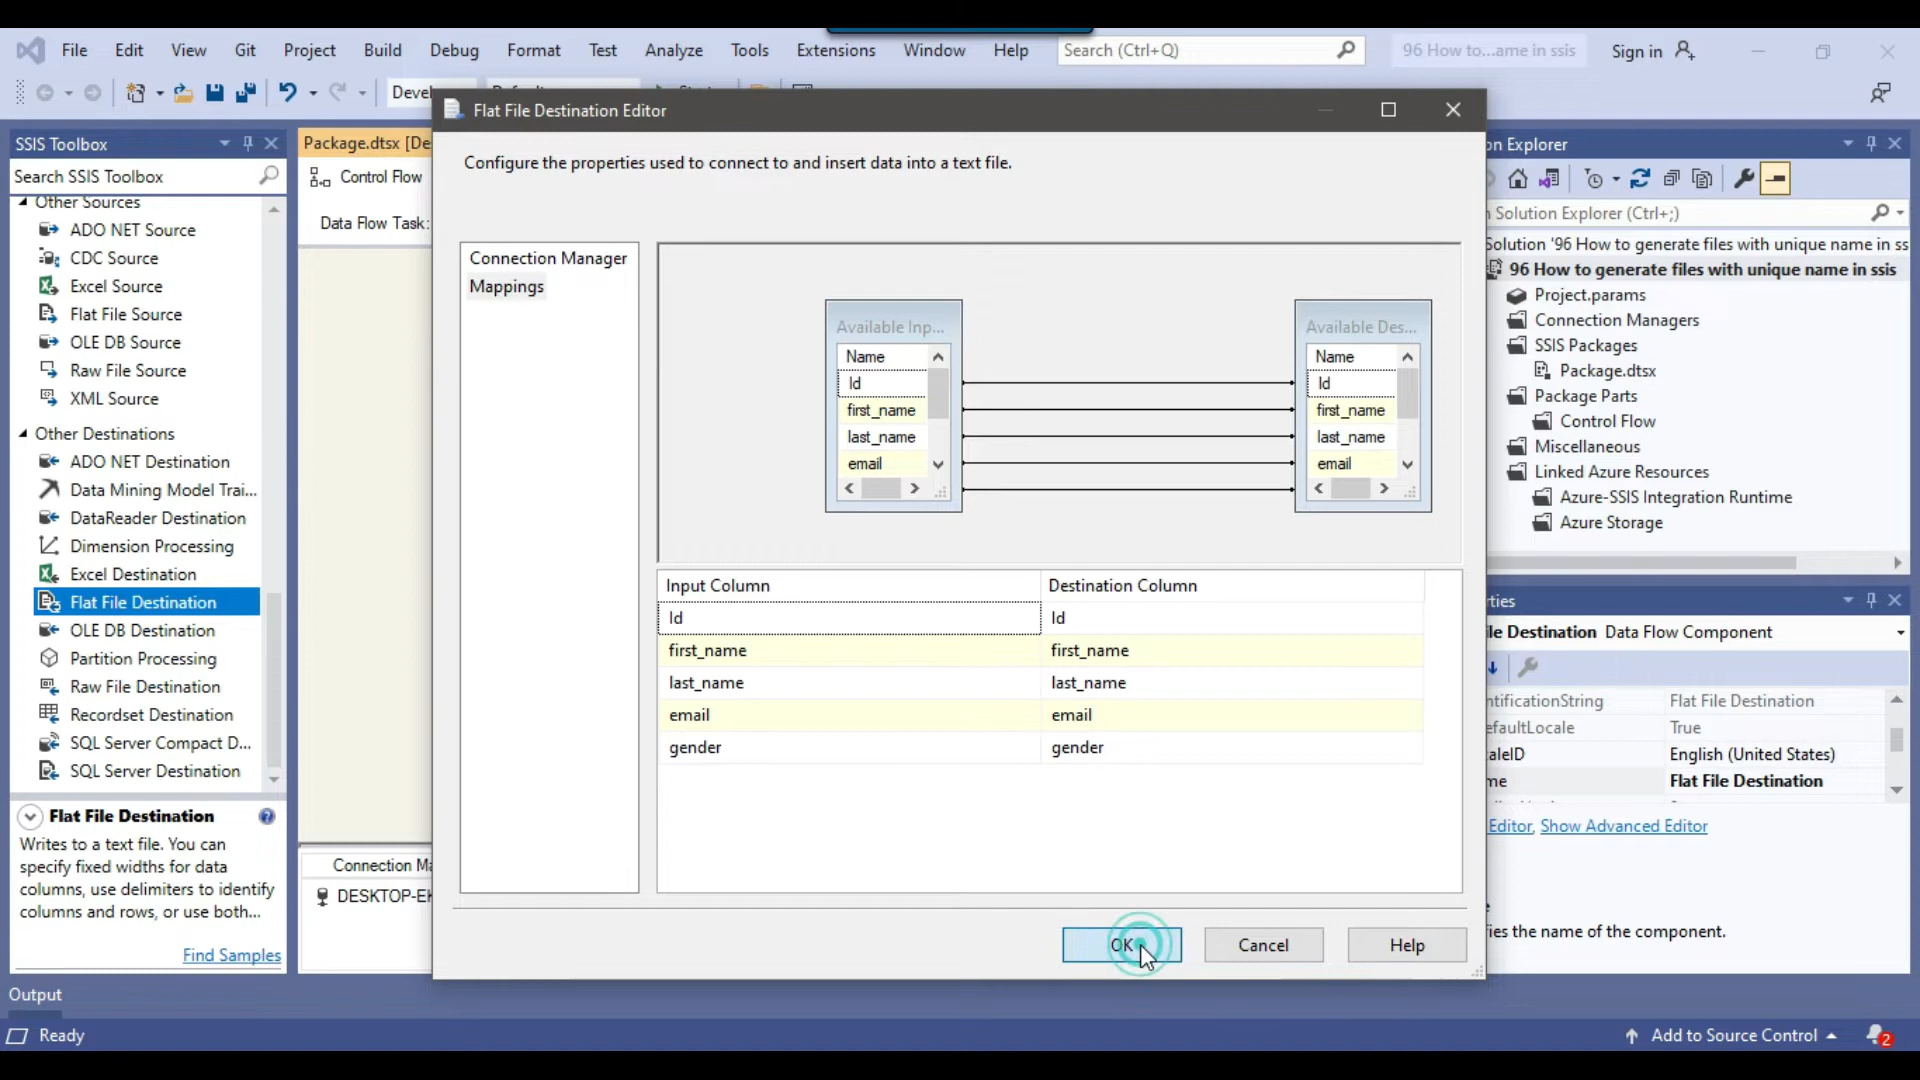 File Edit View Git Project Build Debug Format Test Analyze Tools Extensions Window Help Search (Ctrl+Q) 96 How to...ame in ssis Sign in
Flat File Destination Editor
Configure the properties used to connect to and insert data into a text file.
Connection Manager
Mappings
Available Inp...
Name
Id
first_name
last_name
email
Available Des...
Name
Id
first_name
last_name
email
Input Column Destination Column
Id Id
first_name first_name
last_name last_name
email email
gender gender
OK Cancel Help
SSIS Toolbox
Search SSIS Toolbox
Other Sources
ADO NET Source
CDC Source
Excel Source
Flat File Source
OLE DB Source
Raw File Source
XML Source
Other Destinations
ADO NET Destination
Data Mining Model Trai...
DataReader Destination
Dimension Processing
Excel Destination
Flat File Destination
OLE DB Destination
Partition Processing
Raw File Destination
Recordset Destination
SQL Server Compact D...
SQL Server Destination
Flat File Destination
Writes to a text file. You can
specify fixed widths for data
columns, use delimiters to identify
columns and rows, or use both...
Find Samples
Package.dtsx [De
Control Flow
Data Flow Task:
Connection Ma
DESKTOP-EK
on Explorer
Solution Explorer (Ctrl+;)
Solution '96 How to generate files with unique name in ss
96 How to generate files with unique name in ssis
Project.params
Connection Managers
SSIS Packages
Package.dtsx
Package Parts
Control Flow
Miscellaneous
Linked Azure Resources
Azure-SSIS Integration Runtime
Azure Storage
rties
ile Destination Data Flow Component
ntificationString Flat File Destination
efaultLocale True
aleID English (United States)
me Flat File Destination
Editor, Show Advanced Editor
e
fies the name of the component.
Output
Ready
Add to Source Control 2